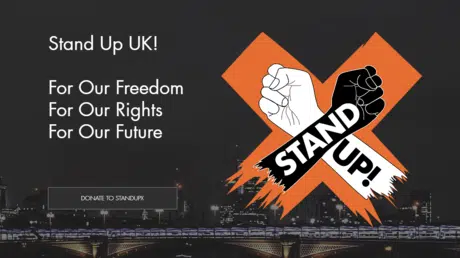 Stand Up UK!
For Our Freedom
For Our Rights
For Our Future
DONATE TO STANDUPX
STAND
UP!